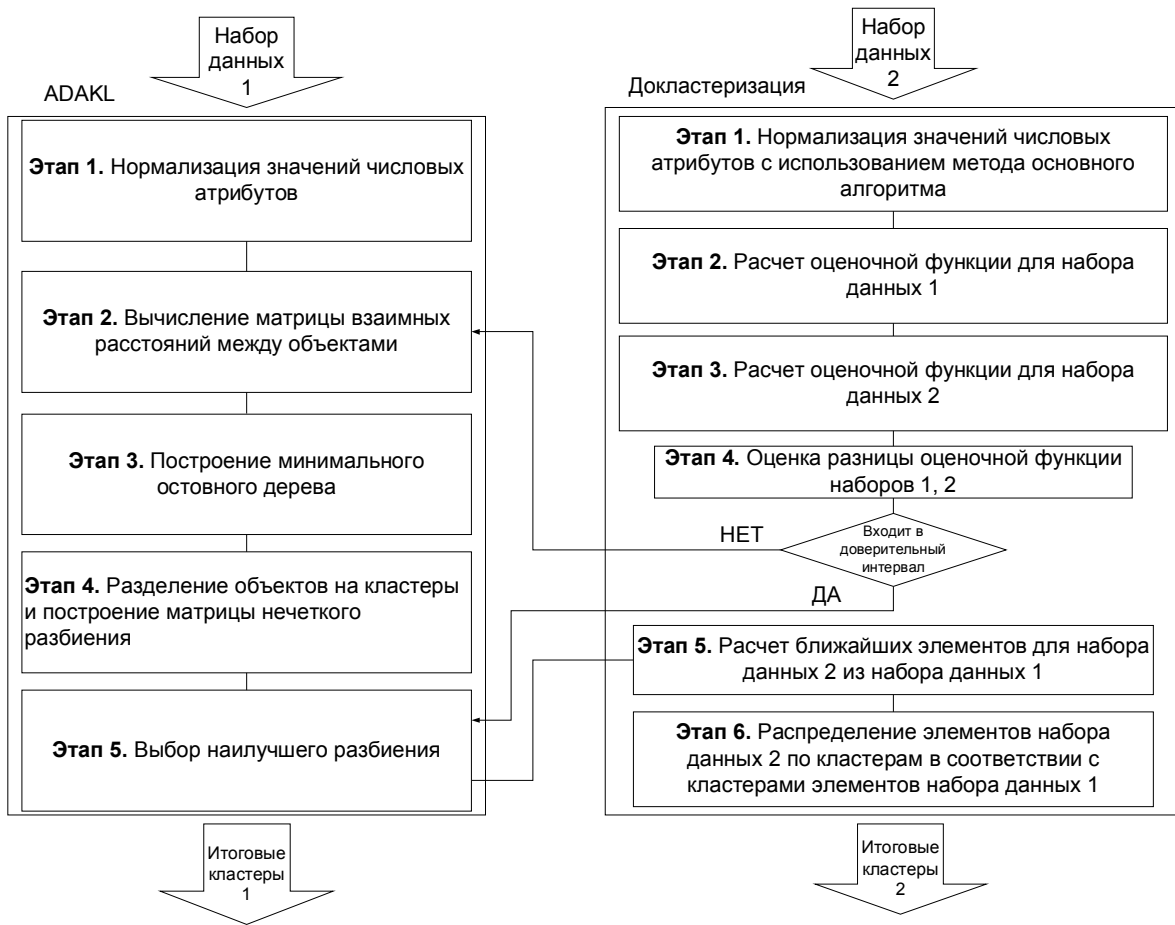 Набор
данных
1
ADAKL
Этап 1. Нормализация значений числовых
атрибутов
Этап 2. Вычисление матрицы взаимных
расстояний между объектами
Этап 3. Построение минимального
остовного дерева
Этап 4. Разделение объектов на кластеры
и построение матрицы нечеткого
разбиения
Этап 5. Выбор наилучшего разбиения
Итоговые
кластеры
1
Набор
данных
2
Докластеризация
Этап 1. Нормализация значений числовых
атрибутов с использованием метода основного
алгоритма
Этап 2. Расчет оценочной функции для набора
данных 1
Этап 3. Расчет оценочной функции для набора
данных 2
Этап 4. Оценка разницы оценочной функции
наборов 1, 2
НЕТ
Входит в
доверительный
интервал
ДА
Этап 5. Расчет ближайших элементов для набора
данных 2 из набора данных 1
Этап 6. Распределение элементов набора
данных 2 по кластерам в соответствии с
кластерами элементов набора данных 1
Итоговые
кластеры
2